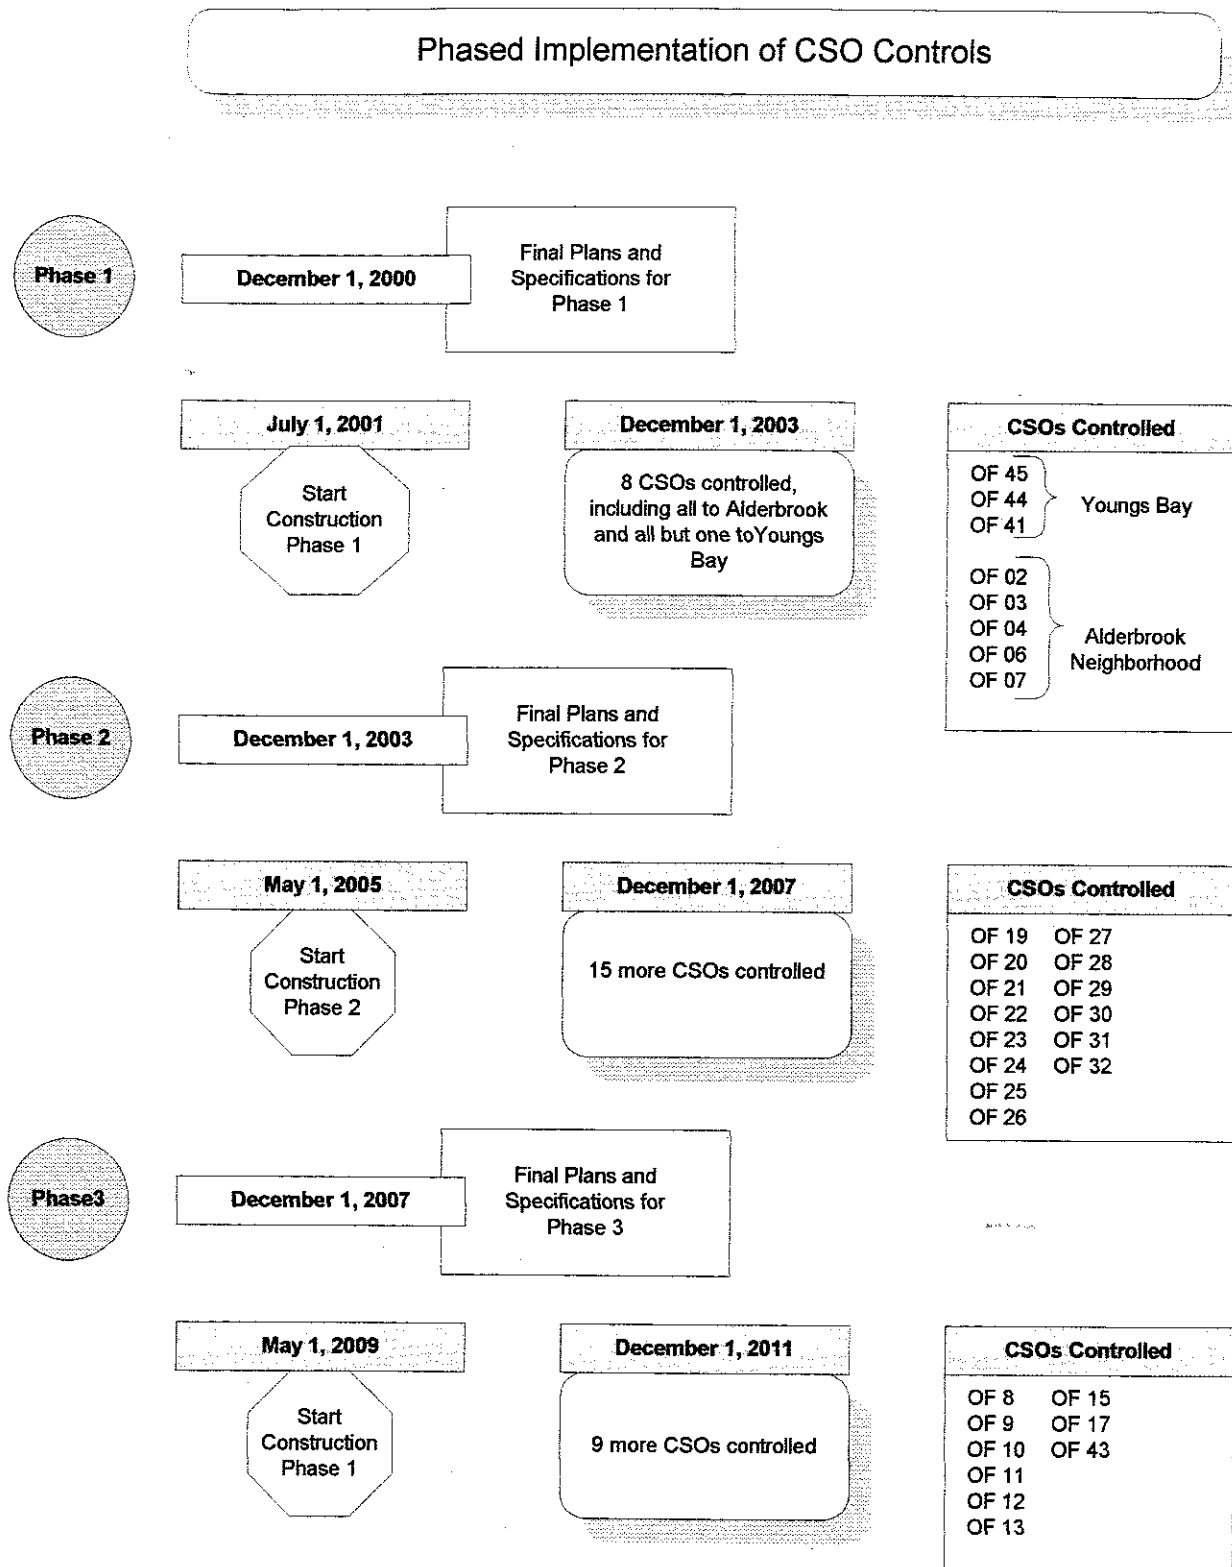 Phased Implementation of CSO Controls
Phase 1
December 1, 2000
Final Plans and
Specifications for
Phase 1
July 1, 2001
Start
Construction
Phase 1
December 1, 2003
8 CSOs controlled,
including all to Alderbrook
and all but one toYoungs
Bay
CSOs Controlled
OF 45
OF 44
OF 41
Youngs Bay
OF 02
OF 03
OF 04
OF 06
OF 07
Alderbrook
Neighborhood
Phase 2
December 1, 2003
Final Plans and
Specifications for
Phase 2
May 1, 2005
Start
Construction
Phase 2
December 1, 2007
15 more CSOs controlled
CSOs Controlled
OF 19 OF 27
OF 20 OF 28
OF 21 OF 29
OF 22 OF 30
OF 23 OF 31
OF 24 OF 32
OF 25
OF 26
Phase3
December 1, 2007
Final Plans and
Specifications for
Phase 3
May 1, 2009
Start
Construction
Phase 1
December 1, 2011
9 more CSOs controlled
CSOs Controlled
OF 8 OF 15
OF 9 OF 17
OF 10 OF 43
OF 11
OF 12
OF 13